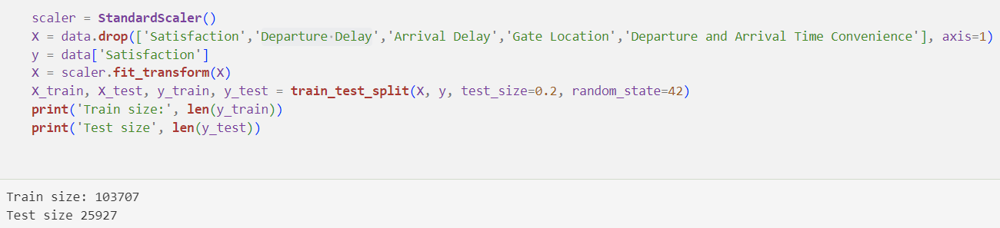 scaler = StandardScaler()
X = data.drop(['Satisfaction','Departure·Delay','Arrival Delay','Gate Location','Departure and Arrival Time Convenience'], axis=1)
y = data['Satisfaction']
X = scaler.fit_transform(X)
X_train, X_test, y_train, y_test = train_test_split(X, y, test_size=0.2, random_state=42)
print('Train size:', len(y_train))
print('Test size', len(y_test))
Train size: 103707
Test size 25927